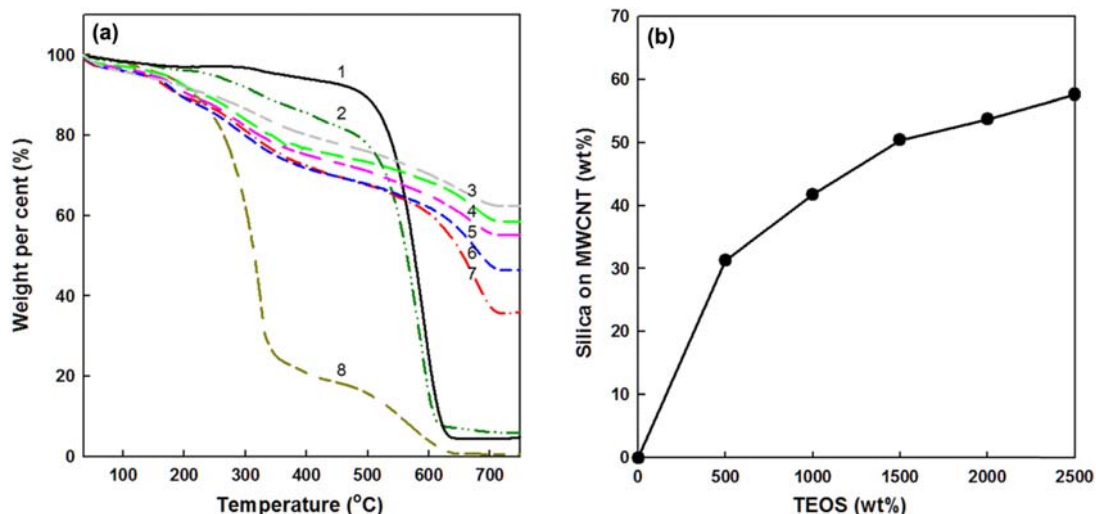 (a)
100
80
60
40
20
0
Weight per cent (%)
1
2
3
4
5
6
7
8
100 200 300 400 500 600 700
Temperature (°C)
(b)
70
60
50
40
30
20
10
0
Silica on MWCNT (wt%)
0 500 1000 1500 2000 2500
TEOS (wt%)